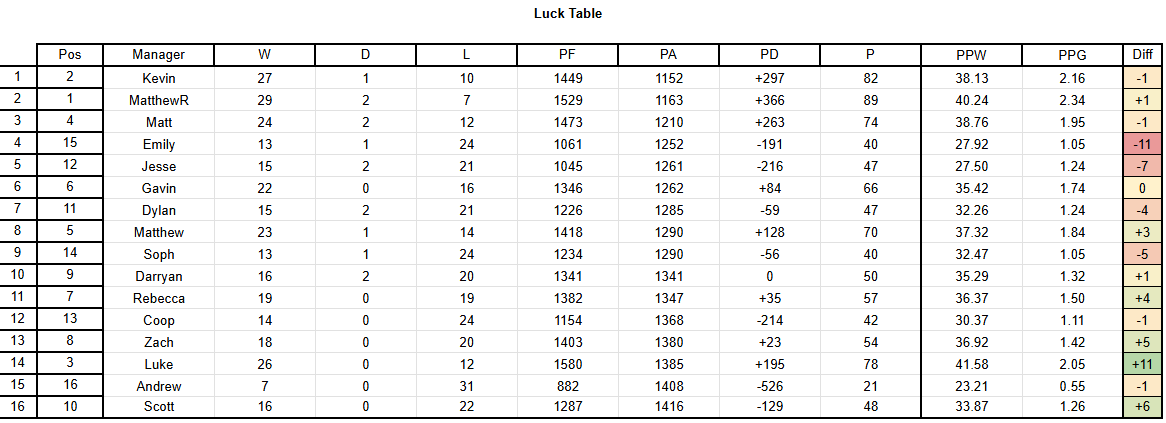 Luck Table
Pos Manager W D L PF PA PD P PPW PPG Diff
1 2 Kevin 27 1 10 1449 1152 +297 82 38.13 2.16 -1
2 1 MatthewR 29 2 7 1529 1163 +366 89 40.24 2.34 +1
3 4 Matt 24 2 12 1473 1210 +263 74 38.76 1.95 -1
4 15 Emily 13 1 24 1061 1252 -191 40 27.92 1.05 -11
5 12 Jesse 15 2 21 1045 1261 -216 47 27.50 1.24 -7
6 6 Gavin 22 0 16 1346 1262 +84 66 35.42 1.74 0
7 11 Dylan 15 2 21 1226 1285 -59 47 32.26 1.24 -4
8 5 Matthew 23 1 14 1418 1290 +128 70 37.32 1.84 +3
9 14 Soph 13 1 24 1234 1290 -56 40 32.47 1.05 -5
10 9 Darryan 16 2 20 1341 1341 0 50 35.29 1.32 +1
11 7 Rebecca 19 0 19 1382 1347 +35 57 36.37 1.50 +4
12 13 Coop 14 0 24 1154 1368 -214 42 30.37 1.11 -1
13 8 Zach 18 0 20 1403 1380 +23 54 36.92 1.42 +5
14 3 Luke 26 0 12 1580 1385 +195 78 41.58 2.05 +11
15 16 Andrew 7 0 31 882 1408 -526 21 23.21 0.55 -1
16 10 Scott 16 0 22 1287 1416 -129 48 33.87 1.26 +6